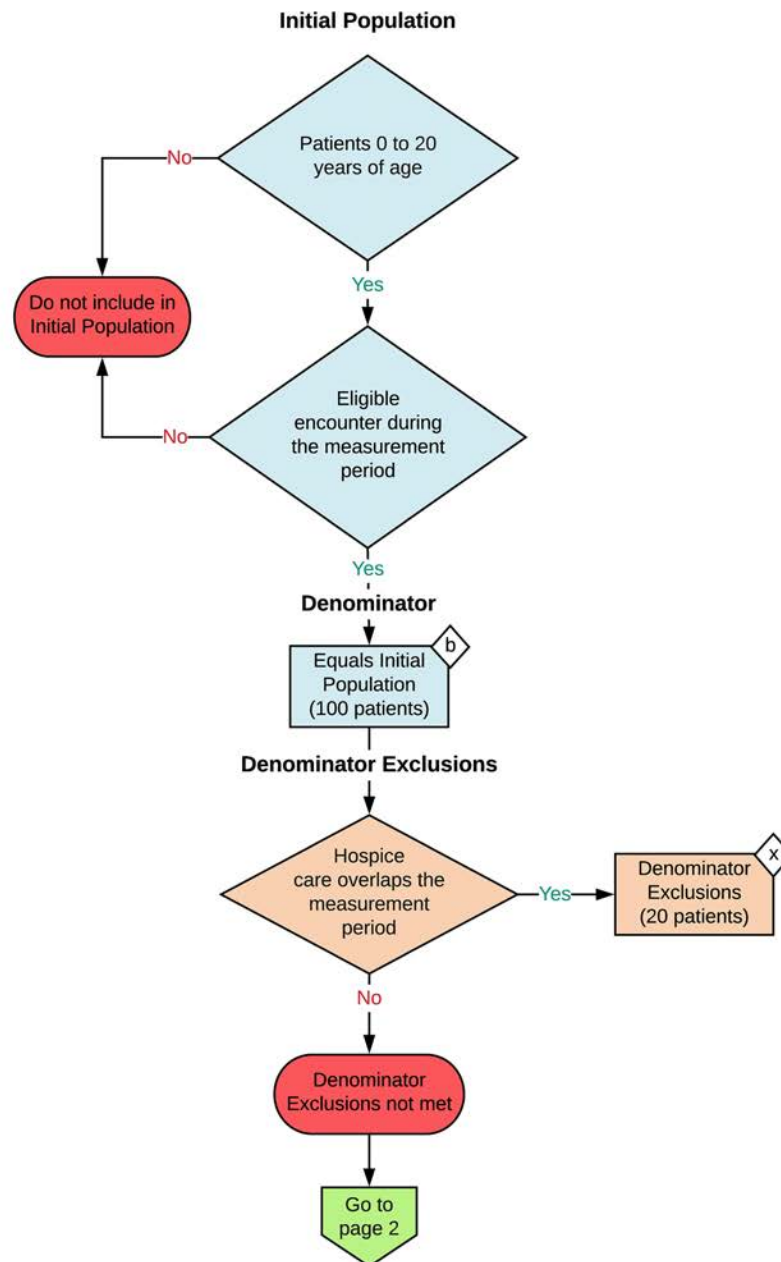 Initial Population
Patients 0 to 20
years of age
No
Yes
Do not include in
Initial Population
Eligible
encounter during
the measurement
period
No
Yes
Denominator
b
Equals Initial
Population
(100 patients)
Denominator Exclusions
Hospice
care overlaps the
measurement
period
Yes
x
Denominator
Exclusions
(20 patients)
No
Denominator
Exclusions not met
Go to
page 2